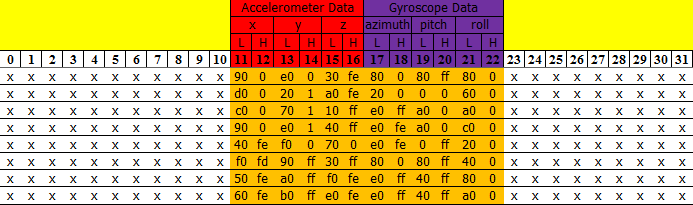 Accelerometer Data Gyroscope Data
x y z azimuth pitch roll
L H L H L H L H L H L H
0 1 2 3 4 5 6 7 8 9 10 11 12 13 14 15 16 17 18 19 20 21 22 23 24 25 26 27 28 29 30 31
x x x x x x x x x x x 90 0 e0 0 30 fe 80 0 80 ff 80 0 x x x x x x x x x
x x x x x x x x x x x d0 0 20 1 a0 fe 20 0 0 0 60 0 x x x x x x x x x
x x x x x x x x x x x c0 0 70 1 10 ff e0 ff a0 0 a0 0 x x x x x x x x x
x x x x x x x x x x x 90 0 e0 1 40 ff e0 fe a0 0 c0 0 x x x x x x x x x
x x x x x x x x x x x 40 fe f0 0 70 0 e0 fe 0 ff 20 0 x x x x x x x x x
x x x x x x x x x x x f0 fd 90 ff 30 ff 80 0 80 ff 40 0 x x x x x x x x x
x x x x x x x x x x x 50 fe a0 ff f0 fe e0 ff 40 ff 80 0 x x x x x x x x x
x x x x x x x x x x x 60 fe b0 ff e0 fe e0 ff 40 ff a0 0 x x x x x x x x x